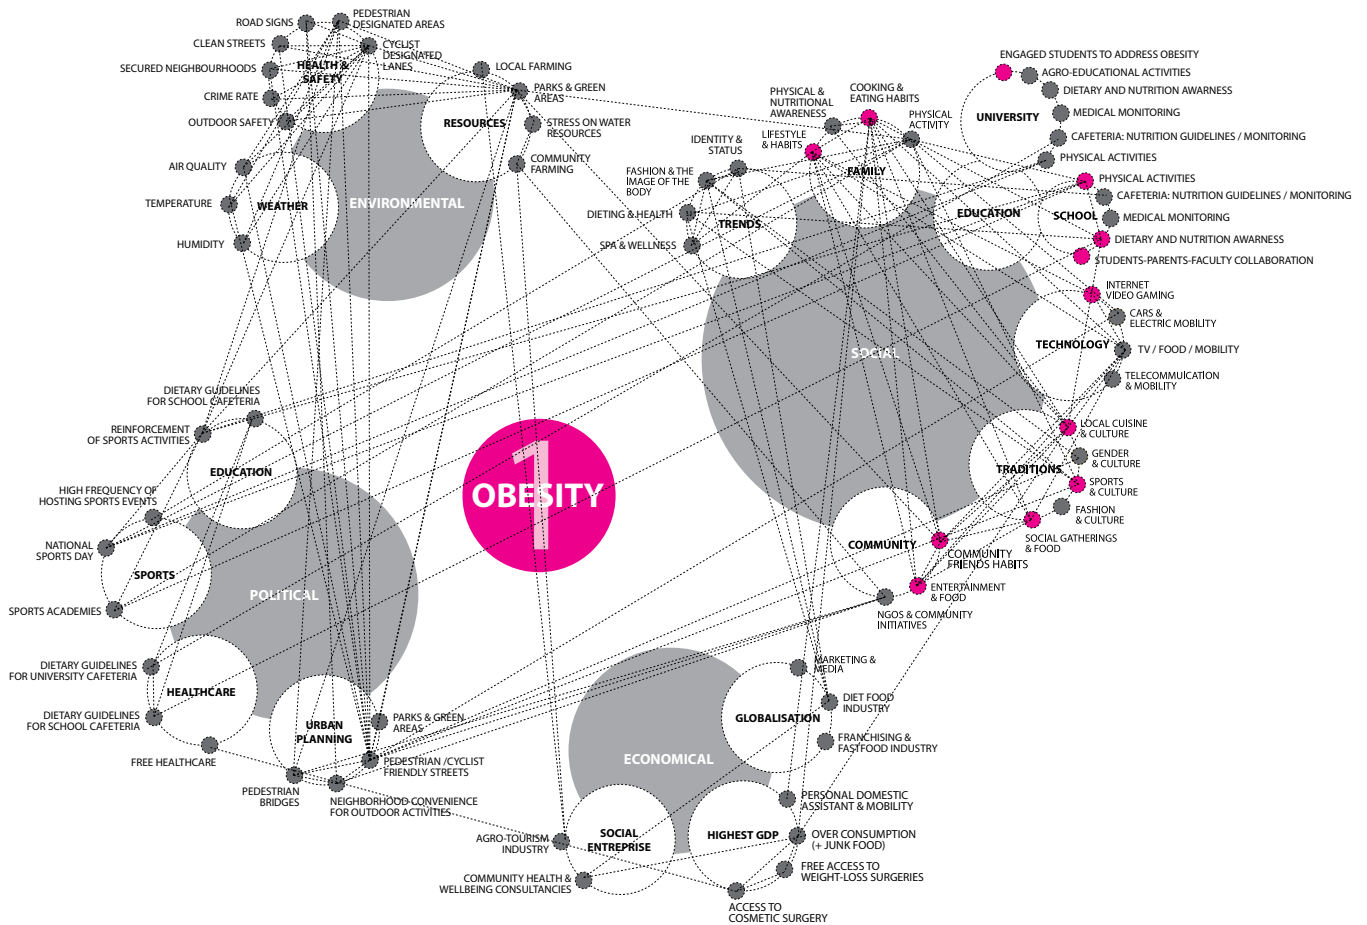 ROAD SIGNS
PEDESTRIAN
DESIGNATED AREAS
CLEAN STREETS
CYCLIST
DESIGNATED
LANES
SECURED NEIGHBOURHOODS
HEALTH &
SAFETY
CRIME RATE
OUTDOOR SAFETY
LOCAL FARMING
PARKS & GREEN
AREAS
RESOURCES
STRESS ON WATER
RESOURCES
COMMUNITY
FARMING
AIR QUALITY
TEMPERATURE
WEATHER
HUMIDITY
ENVIRONMENTAL
PHYSICAL &
NUTRITIONAL
AWARENESS
COOKING &
EATING HABITS
PHYSICAL
ACTIVITY
LIFESTYLE
& HABITS
FAMILY
IDENTITY &
STATUS
FASHION & THE
IMAGE OF THE
BODY
DIETING & HEALTH
TRENDS
SPA & WELLNESS
ENGAGED STUDENTS TO ADDRESS OBESITY
AGRO-EDUCATIONAL ACTIVITIES
DIETARY AND NUTRITION AWARNESS
UNIVERSITY
MEDICAL MONITORING
CAFETERIA: NUTRITION GUIDELINES / MONITORING
PHYSICAL ACTIVITIES
PHYSICAL ACTIVITIES
CAFETERIA: NUTRITION GUIDELINES / MONITORING
EDUCATION
SCHOOL
MEDICAL MONITORING
DIETARY AND NUTRITION AWARNESS
STUDENTS-PARENTS-FACULTY COLLABORATION
INTERNET
VIDEO GAMING
CARS &
ELECTRIC MOBILITY
TECHNOLOGY
TV / FOOD / MOBILITY
TELECOMMUICATION
& MOBILITY
SOCIAL
LOCAL CUISINE
& CULTURE
GENDER
& CULTURE
TRADITIONS
SPORTS
& CULTURE
FASHION
& CULTURE
SOCIAL GATHERINGS
& FOOD
COMMUNITY
COMMUNITY
FRIENDS HABITS
ENTERTAINMENT
& FOOD
NGOS & COMMUNITY
INITIATIVES
DIETARY GUIDELINES
FOR SCHOOL CAFETERIA
REINFORCEMENT
OF SPORTS ACTIVITIES
EDUCATION
HIGH FREQUENCY OF
HOSTING SPORTS EVENTS
NATIONAL
SPORTS DAY
SPORTS
SPORTS ACADEMIES
POLITICAL
1
OBESITY
DIETARY GUIDELINES
FOR UNIVERSITY CAFETERIA
HEALTHCARE
DIETARY GUIDELINES
FOR SCHOOL CAFETERIA
FREE HEALTHCARE
URBAN
PLANNING
PARKS & GREEN
AREAS
PEDESTRIAN /CYCLIST
FRIENDLY STREETS
PEDESTRIAN
BRIDGES
NEIGHBORHOOD CONVENIENCE
FOR OUTDOOR ACTIVITIES
MARKETING &
MEDIA
DIET FOOD
INDUSTRY
GLOBALISATION
FRANCHISING &
FASTFOOD INDUSTRY
ECONOMICAL
PERSONAL DOMESTIC
ASSISTANT & MOBILITY
HIGHEST GDP
OVER CONSUMPTION
(+ JUNK FOOD)
FREE ACCESS TO
WEIGHT-LOSS SURGERIES
ACCESS TO
COSMETIC SURGERY
SOCIAL
ENTREPRISE
AGRO-TOURISM
INDUSTRY
COMMUNITY HEALTH &
WELLBEING CONSULTANCIES